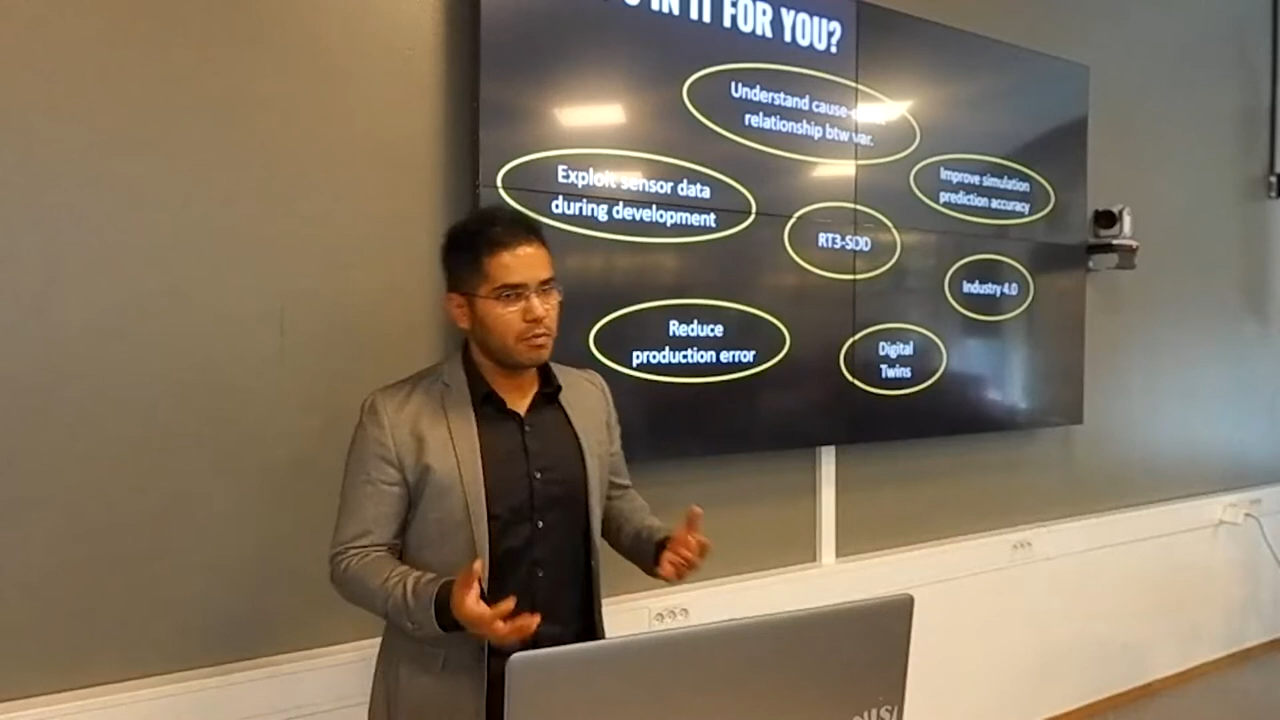 IN IT FOR YOU?
Understand cause-
relationship btw var.
Exploit sensor data
during development
Improve simulation
prediction accuracy
RT3-SDD
Industry 4.0
Reduce
production error
Digital
Twins